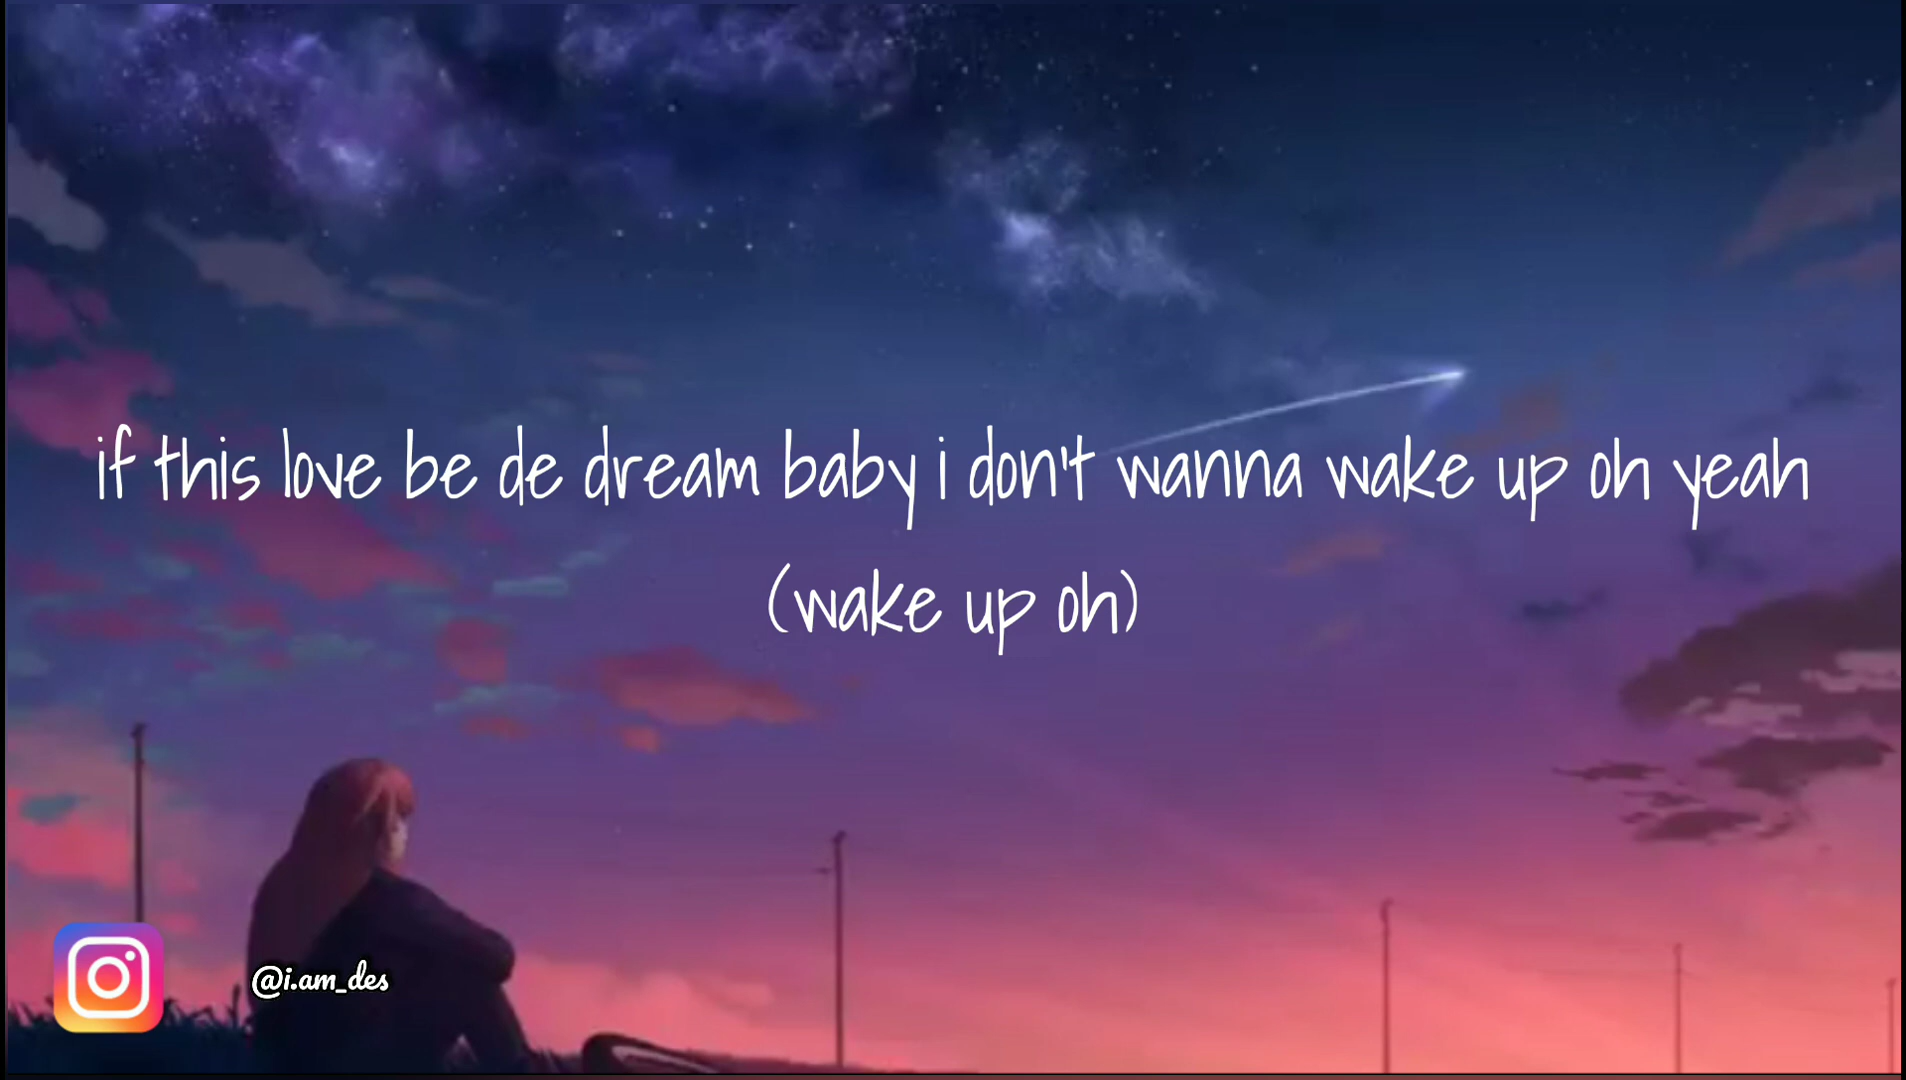 if this love be de dream baby i don't wanna wake up oh yeah
(wake up oh)
@i.am_des